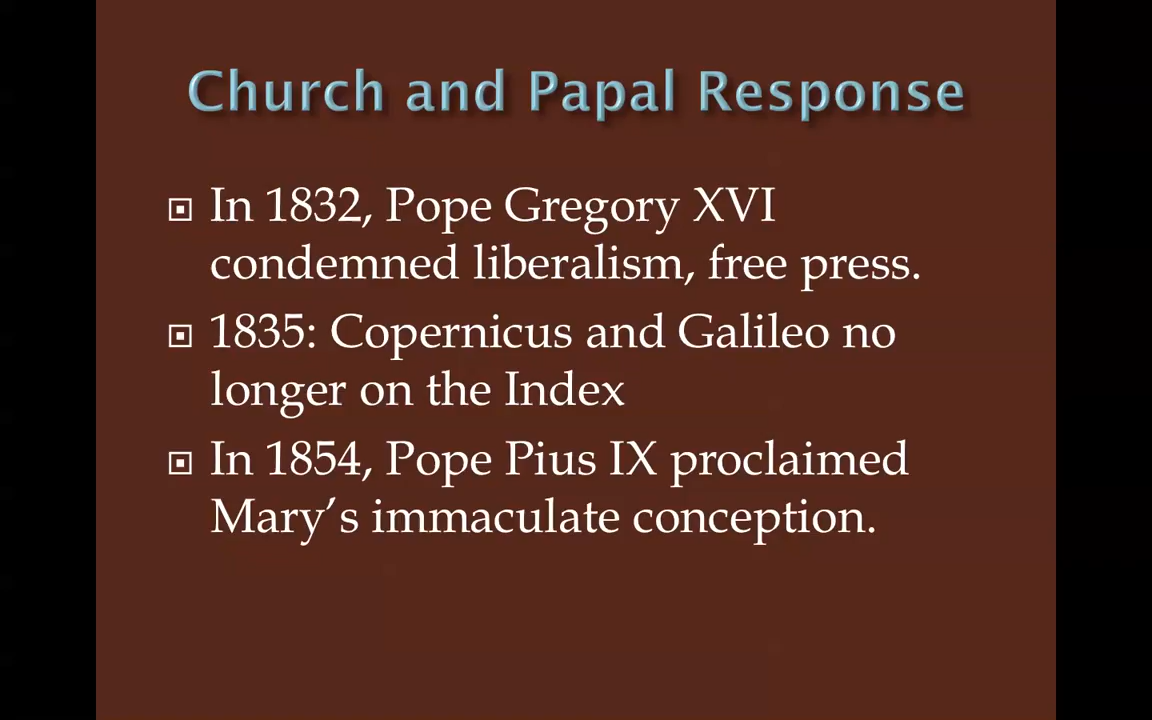 Church and Papal Response
In 1832, Pope Gregory XVI
condemned liberalism, free press.
1835: Copernicus and Galileo no
longer on the Index
In 1854, Pope Pius IX proclaimed
Mary’s immaculate conception.